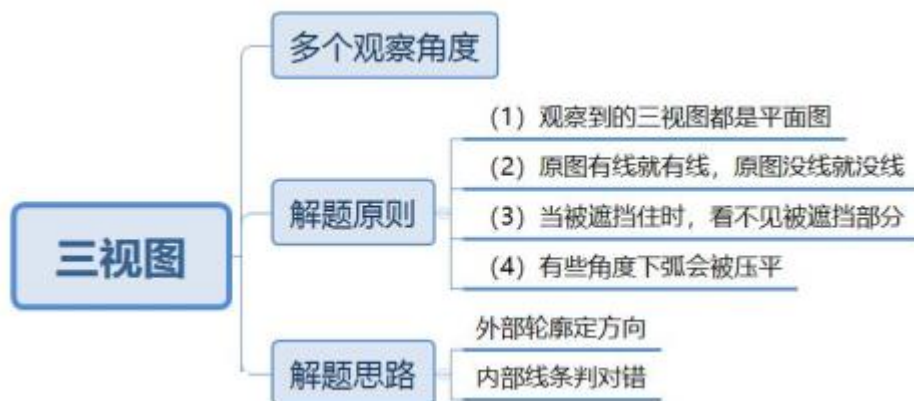 三视图
多个观察角度
解题原则
（1）观察到的三视图都是平面图
（2）原图有线就有线，原图没线就没线
（3）当被遮挡住时，看不见被遮挡部分
（4）有些角度下弧会被压平
解题思路
外部轮廓定方向
内部线条判对错